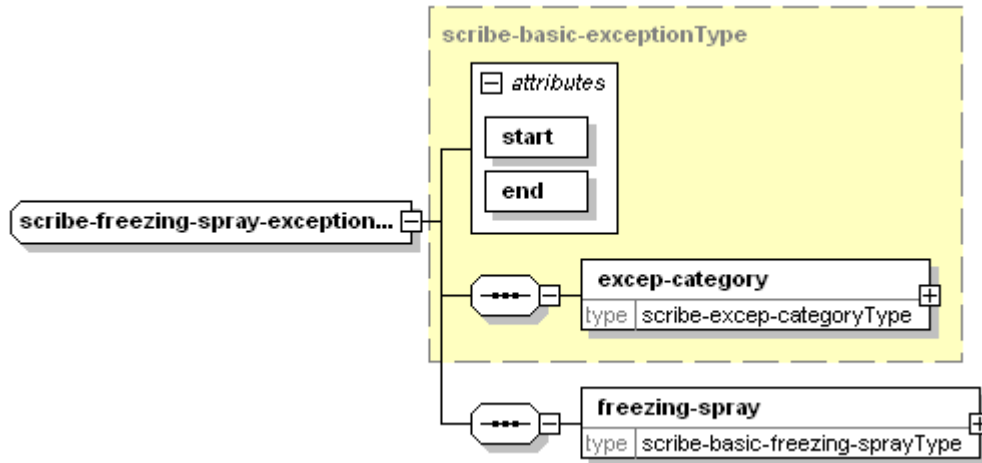 scribe-basic-exceptionType
attributes
start
end
scribe-freezing-spray-exception...
excep-category
type scribe-excep-categoryType
freezing-spray
type scribe-basic-freezing-sprayType